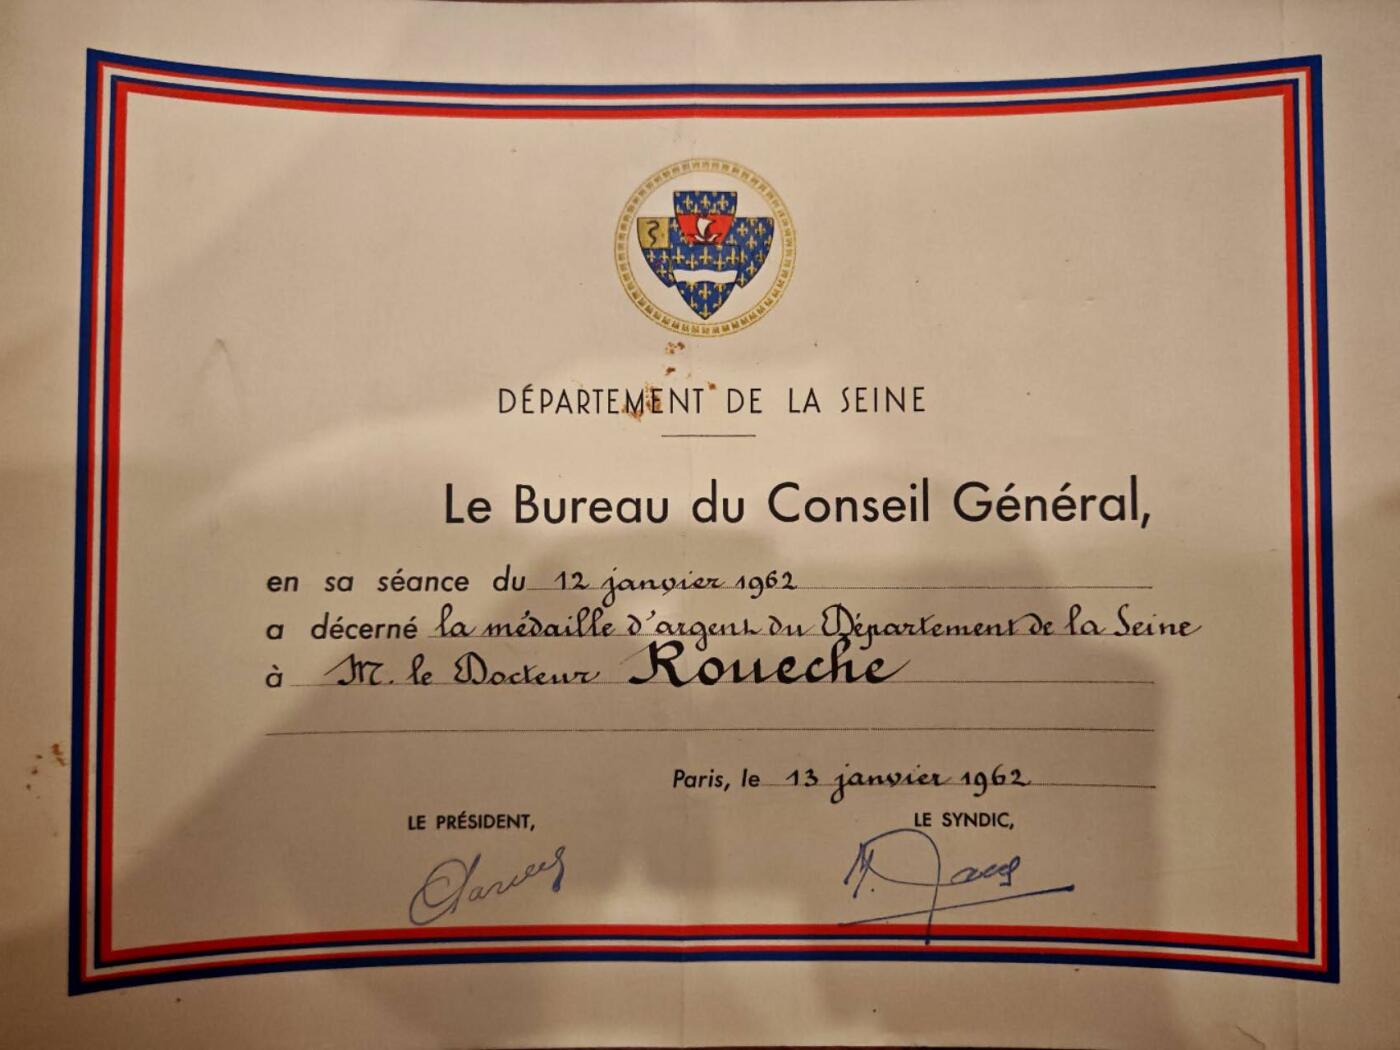 DÉPARTEMENT DE LA SEINE
Le Bureau du Conseil Général,
en sa séance du 12 janvier 1962
a décerné la médaille d'argent du Département de la Seine
à M. le Docteur Roueche
Paris, le 13 janvier 1962
LE PRÉSIDENT, LE SYNDIC,